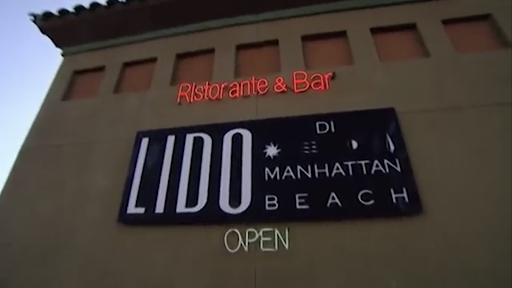 RIstorante & Bar
LIDO
DI
MANHATTAN
BEACH
OPEN